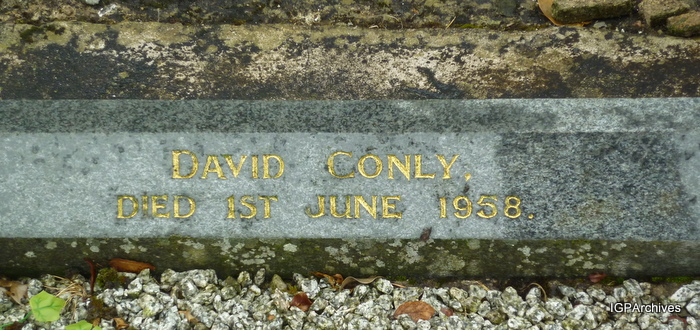 DAVID CONLY.
DIED 1ST JUNE 1958.
IGPArchives